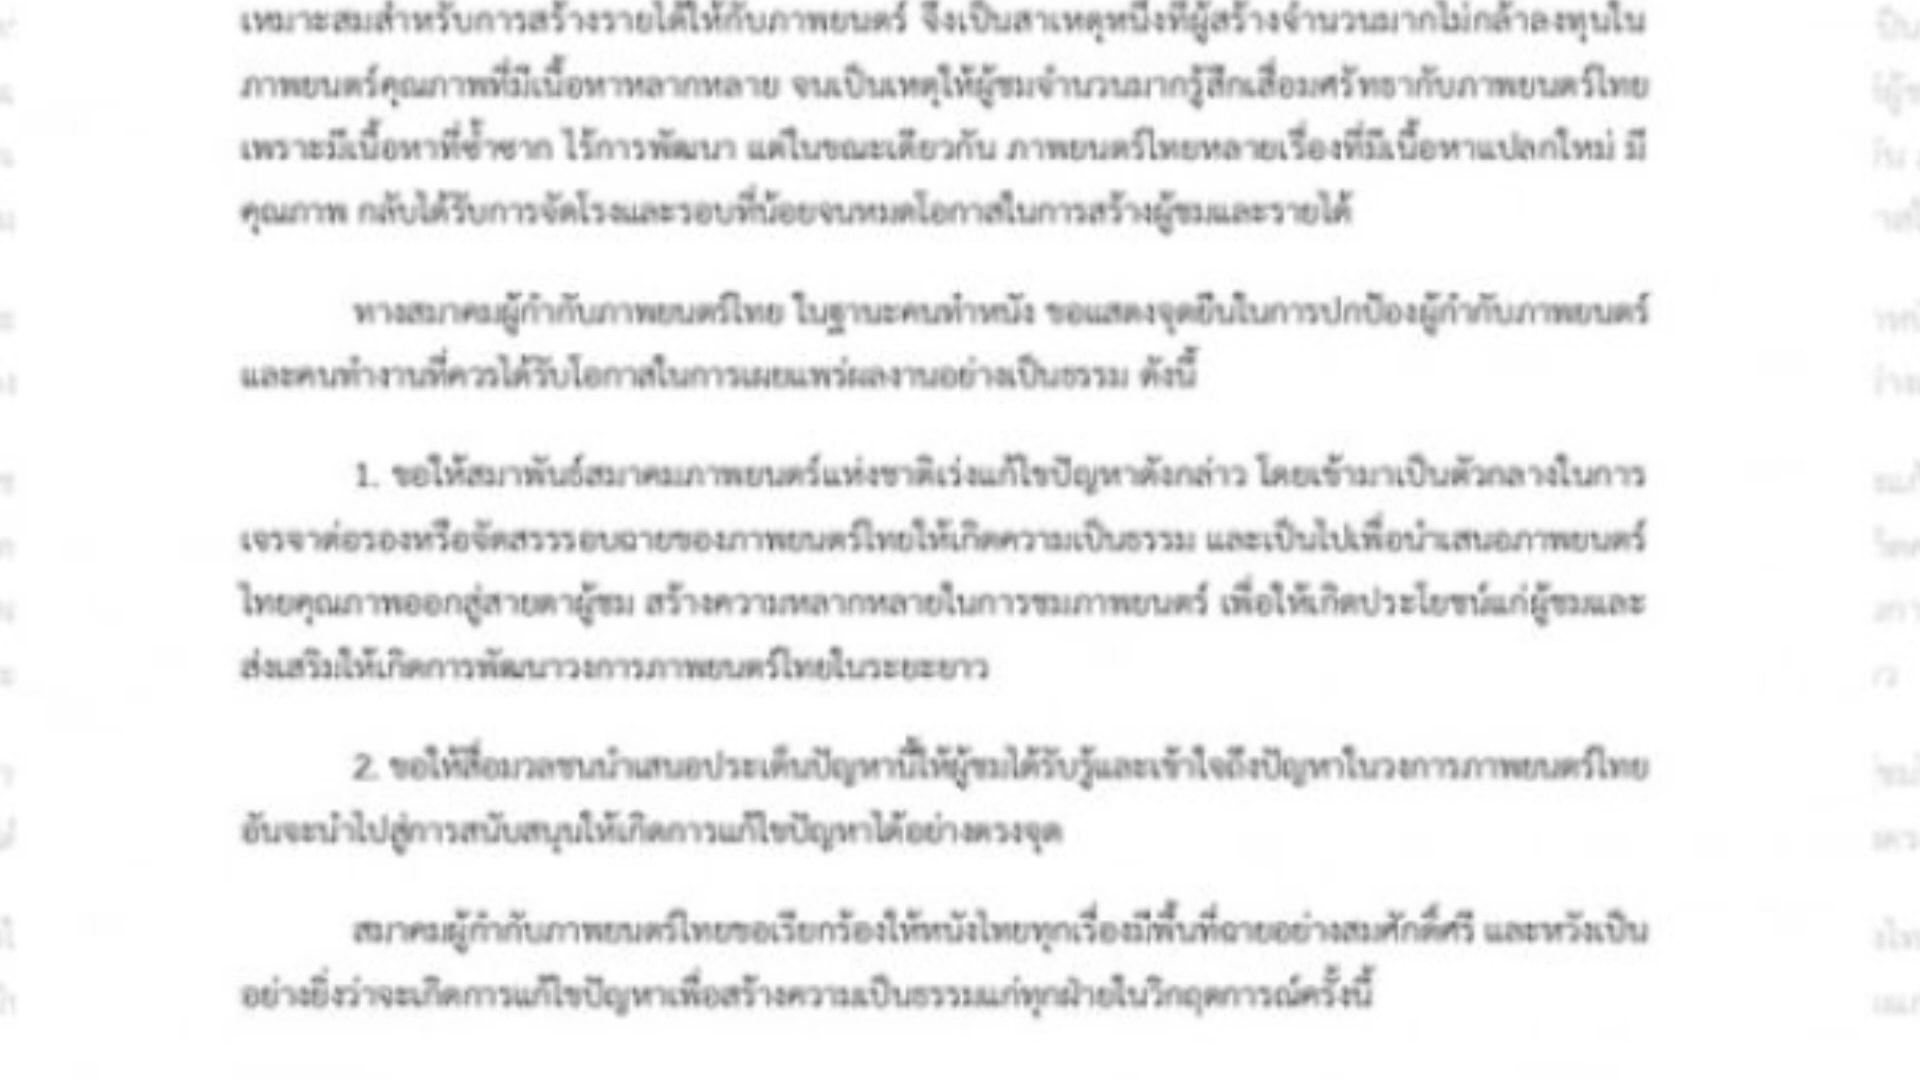 เหมาะสมสำหรับการสร้างรายได้ให้กับภาพยนตร์ จึงเป็นสาเหตุหนึ่งที่ผู้สร้างจำนวนมากไม่กล้าลงทุนใน
ภาพยนตร์คุณภาพที่มีเนื้อหาหลากหลาย จนเป็นเหตุให้ผู้ชมจำนวนมากรู้สึกเสื่อมศรัทธากับภาพยนตร์ไทย
เพราะมีเนื้อหาที่ซ้ำซาก ไร้การพัฒนา แต่ในขณะเดียวกัน ภาพยนตร์ไทยหลายเรื่องที่มีเนื้อหาแปลกใหม่ มี
คุณภาพ กลับได้รับการจัดโรงและรอบที่น้อยจนหมดโอกาสในการสร้างผู้ชมและรายได้
ทางสมาคมผู้กำกับภาพยนตร์ไทย ในฐานะคนทำหนัง ขอแสดงจุดยืนในการปกป้องผู้กำกับภาพยนตร์
และคนทำงานที่ควรได้รับโอกาสในการเผยแพร่ผลงานอย่างเป็นธรรม ดังนี้
1. ขอให้สมาพันธ์สมาคมภาพยนตร์แห่งชาติเร่งแก้ไขปัญหาดังกล่าว โดยเข้ามาเป็นตัวกลางในการ
เจรจาต่อรองหรือจัดสรรรอบฉายของภาพยนตร์ไทยให้เกิดความเป็นธรรม และเป็นไปเพื่อนำเสนอภาพยนตร์
ไทยคุณภาพออกสู่สายตาผู้ชม สร้างความหลากหลายในการชมภาพยนตร์ เพื่อให้เกิดประโยชน์แก่ผู้ชมและ
ส่งเสริมให้เกิดการพัฒนาวงการภาพยนตร์ไทยในระยะยาว
2. ขอให้สื่อมวลชนนำเสนอประเด็นปัญหานี้ให้ผู้ชมได้รับรู้และเข้าใจถึงปัญหาในวงการภาพยนตร์ไทย
อันจะนำไปสู่การสนับสนุนให้เกิดการแก้ไขปัญหาได้อย่างตรงจุด
สมาคมผู้กำกับภาพยนตร์ไทยขอเรียกร้องให้หนังไทยทุกเรื่องมีพื้นที่ฉายอย่างสมศักดิ์ศรี และหวังเป็น
อย่างยิ่งว่าจะเกิดการแก้ไขปัญหาเพื่อสร้างความเป็นธรรมแก่ทุกฝ่ายในวิกฤตการณ์ครั้งนี้